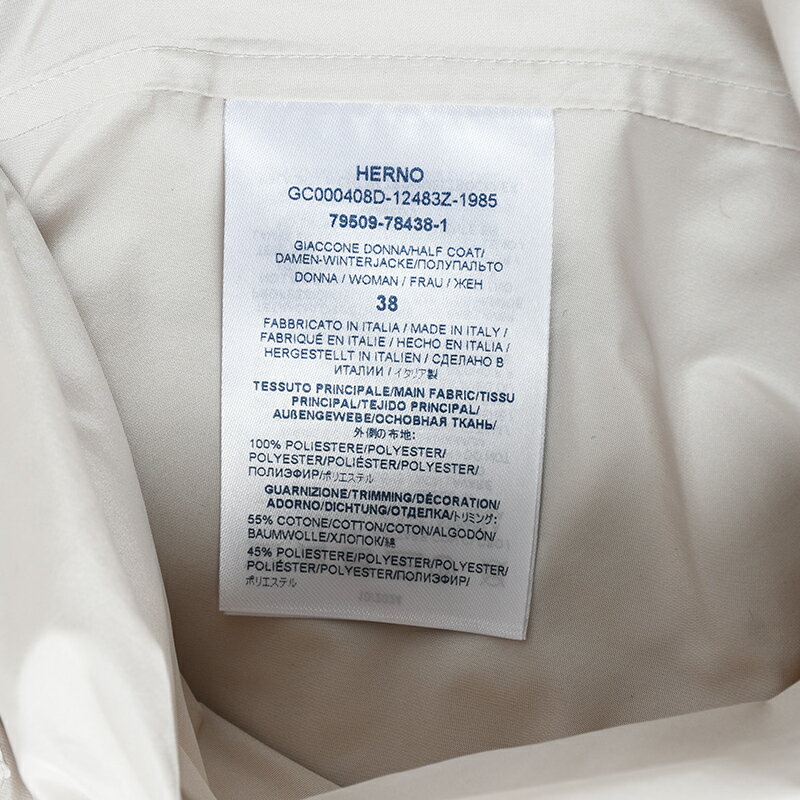 HERNO
GC000408D-12483Z-1985
79509-78438-1
GIACCONE DONNA/HALF COAT/
DAMEN-WINTERJACKE/ПОЛУПАЛЬТО
DONNA / WOMAN / FRAU / ЖЕН
38
FABBRICATO IN ITALIA / MADE IN ITALY /
FABRIQUÉ EN ITALIE / HECHO EN ITALIA /
HERGESTELLT IN ITALIEN / СДЕЛАНО В
ИТАЛИИ / イタリア製
TESSUTO PRINCIPALE/MAIN FABRIC/TISSU
PRINCIPAL/TEJIDO PRINCIPAL/
AUßENGEWEBE/ОСНОВНАЯ ТКАНЬ/
外側の布地:
100% POLIESTERE/POLYESTER/
POLYESTER/POLIÉSTER/POLYESTER/
ПОЛИЭФИР/ポリエステル
GUARNIZIONE/TRIMMING/DÉCORATION/
ADORNO/DICHTUNG/ОТДЕЛКА/トリミング:
55% COTONE/COTTON/COTON/ALGODÓN/
BAUMWOLLE/ХЛОПОК/綿
45% POLIESTERE/POLYESTER/POLYESTER/
POLIÉSTER/POLYESTER/ПОЛИЭФИР/
ポリエステル